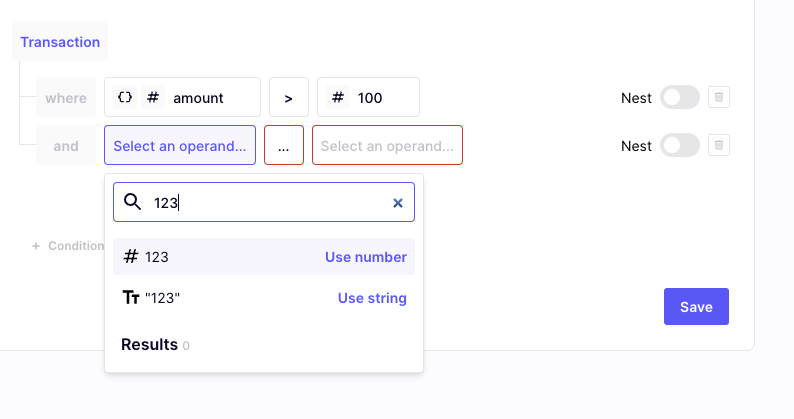 Transaction
where {} # amount > # 100 Nest
and Select an operand... ... Select an operand... Nest
123
+ Condition
# 123 Use number
Tт "123" Use string
Save
Results 0